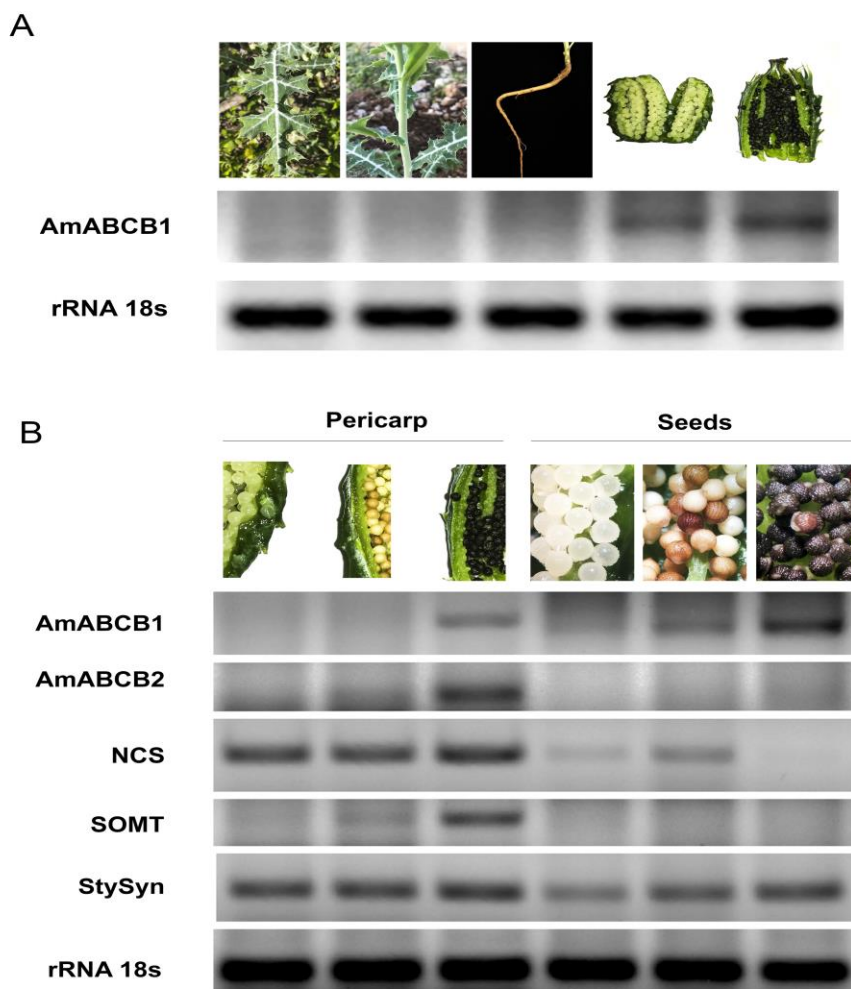 A
AmABCB1
rRNA 18s
B
Pericarp Seeds
AmABCB1
AmABCB2
NCS
SOMT
StySyn
rRNA 18s